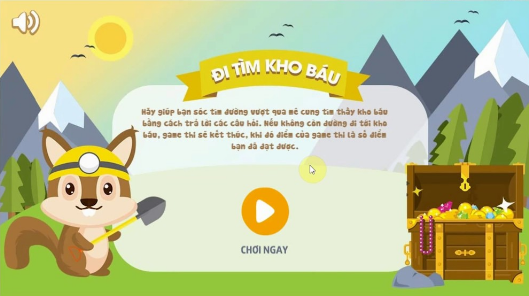 ĐI TÌM KHO BÁU
Hãy giúp bạn sóc tìm đường vượt qua mê cung tìm thấy kho báu
bằng cách trả lời các câu hỏi. Nếu không còn đường đi tới kho
báu, game thì sẽ kết thúc, khi đó điểm của game thì là số điểm
bạn đã đạt được.
CHƠI NGAY